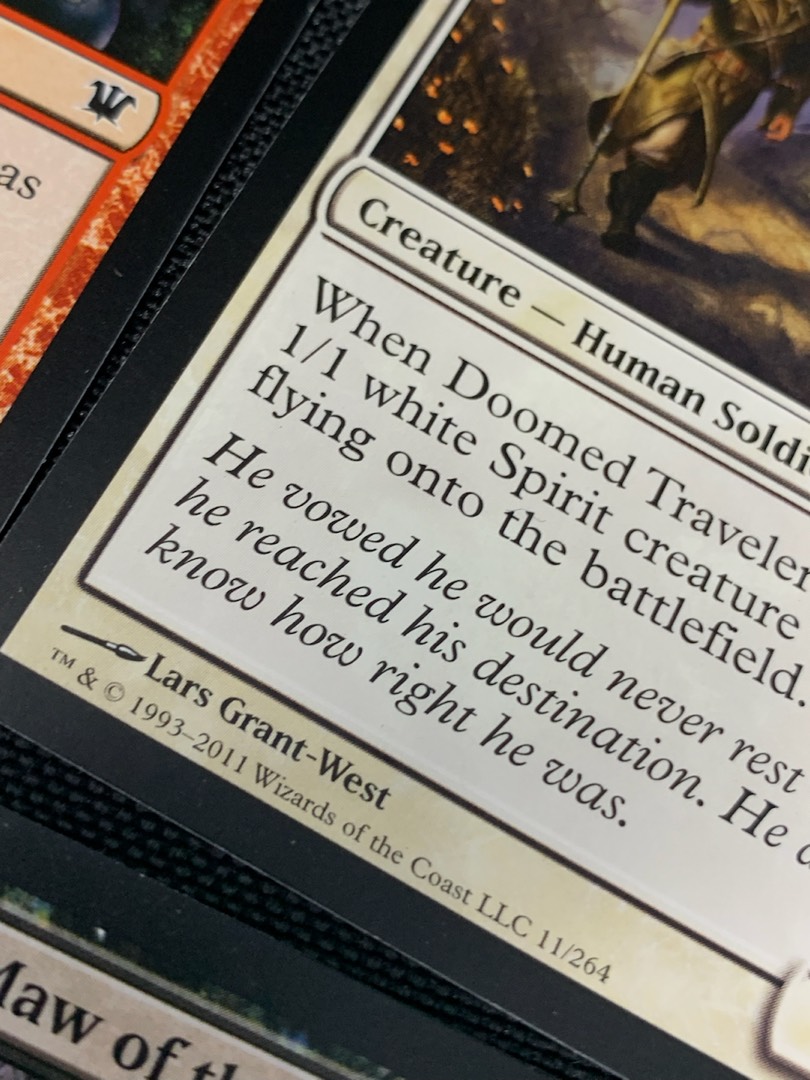 as
Creature — Human Soldi
When Doomed Traveler
1/1 white Spirit creature
flying onto the battlefield.
He vowed he would never rest
he reached his destination. He
know how right he was.
Lars Grant-West
™ & © 1993–2011 Wizards of the Coast LLC 11/264
Maw of th